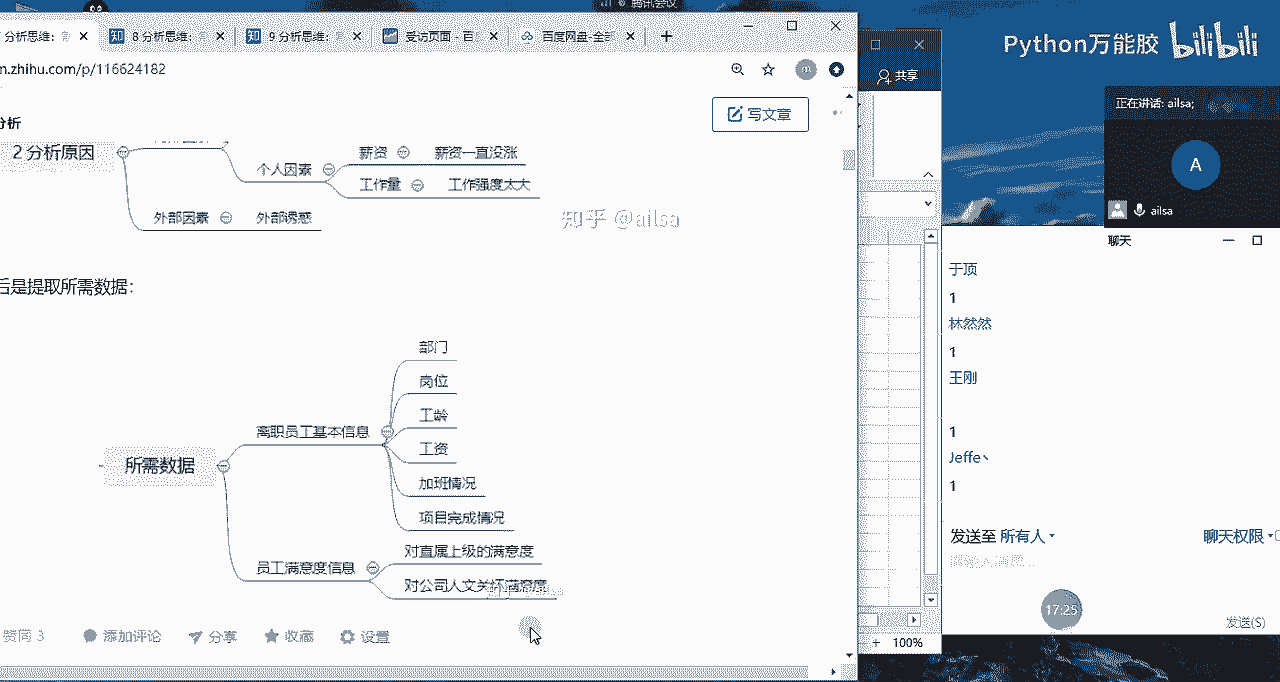 腾讯会议
分析思维：
8分析思维：
9分析思维：
受访页面 - 百
百度网盘-全部
m.zhihu.com/p/116624182
共享
Python万能胶 bilibili
正在讲话: ailsa;
A
ailsa
分析
写文章
2 分析原因
个人因素
薪资
薪资一直没涨
工作量
工作强度太大
外部因素
外部诱惑
知乎 @ailsa
后是提取所需数据：
所需数据
离职员工基本信息
部门
岗位
工龄
工资
加班情况
项目完成情况
员工满意度信息
对直属上级的满意度
对公司人文关怀满意度
赞同 3
添加评论
分享
收藏
设置
100%
聊天
于顶
1
林然然
1
王刚
1
Jeffe丶
1
发送至 所有人
聊天权限
请输入消息...
17:25
发送(S)